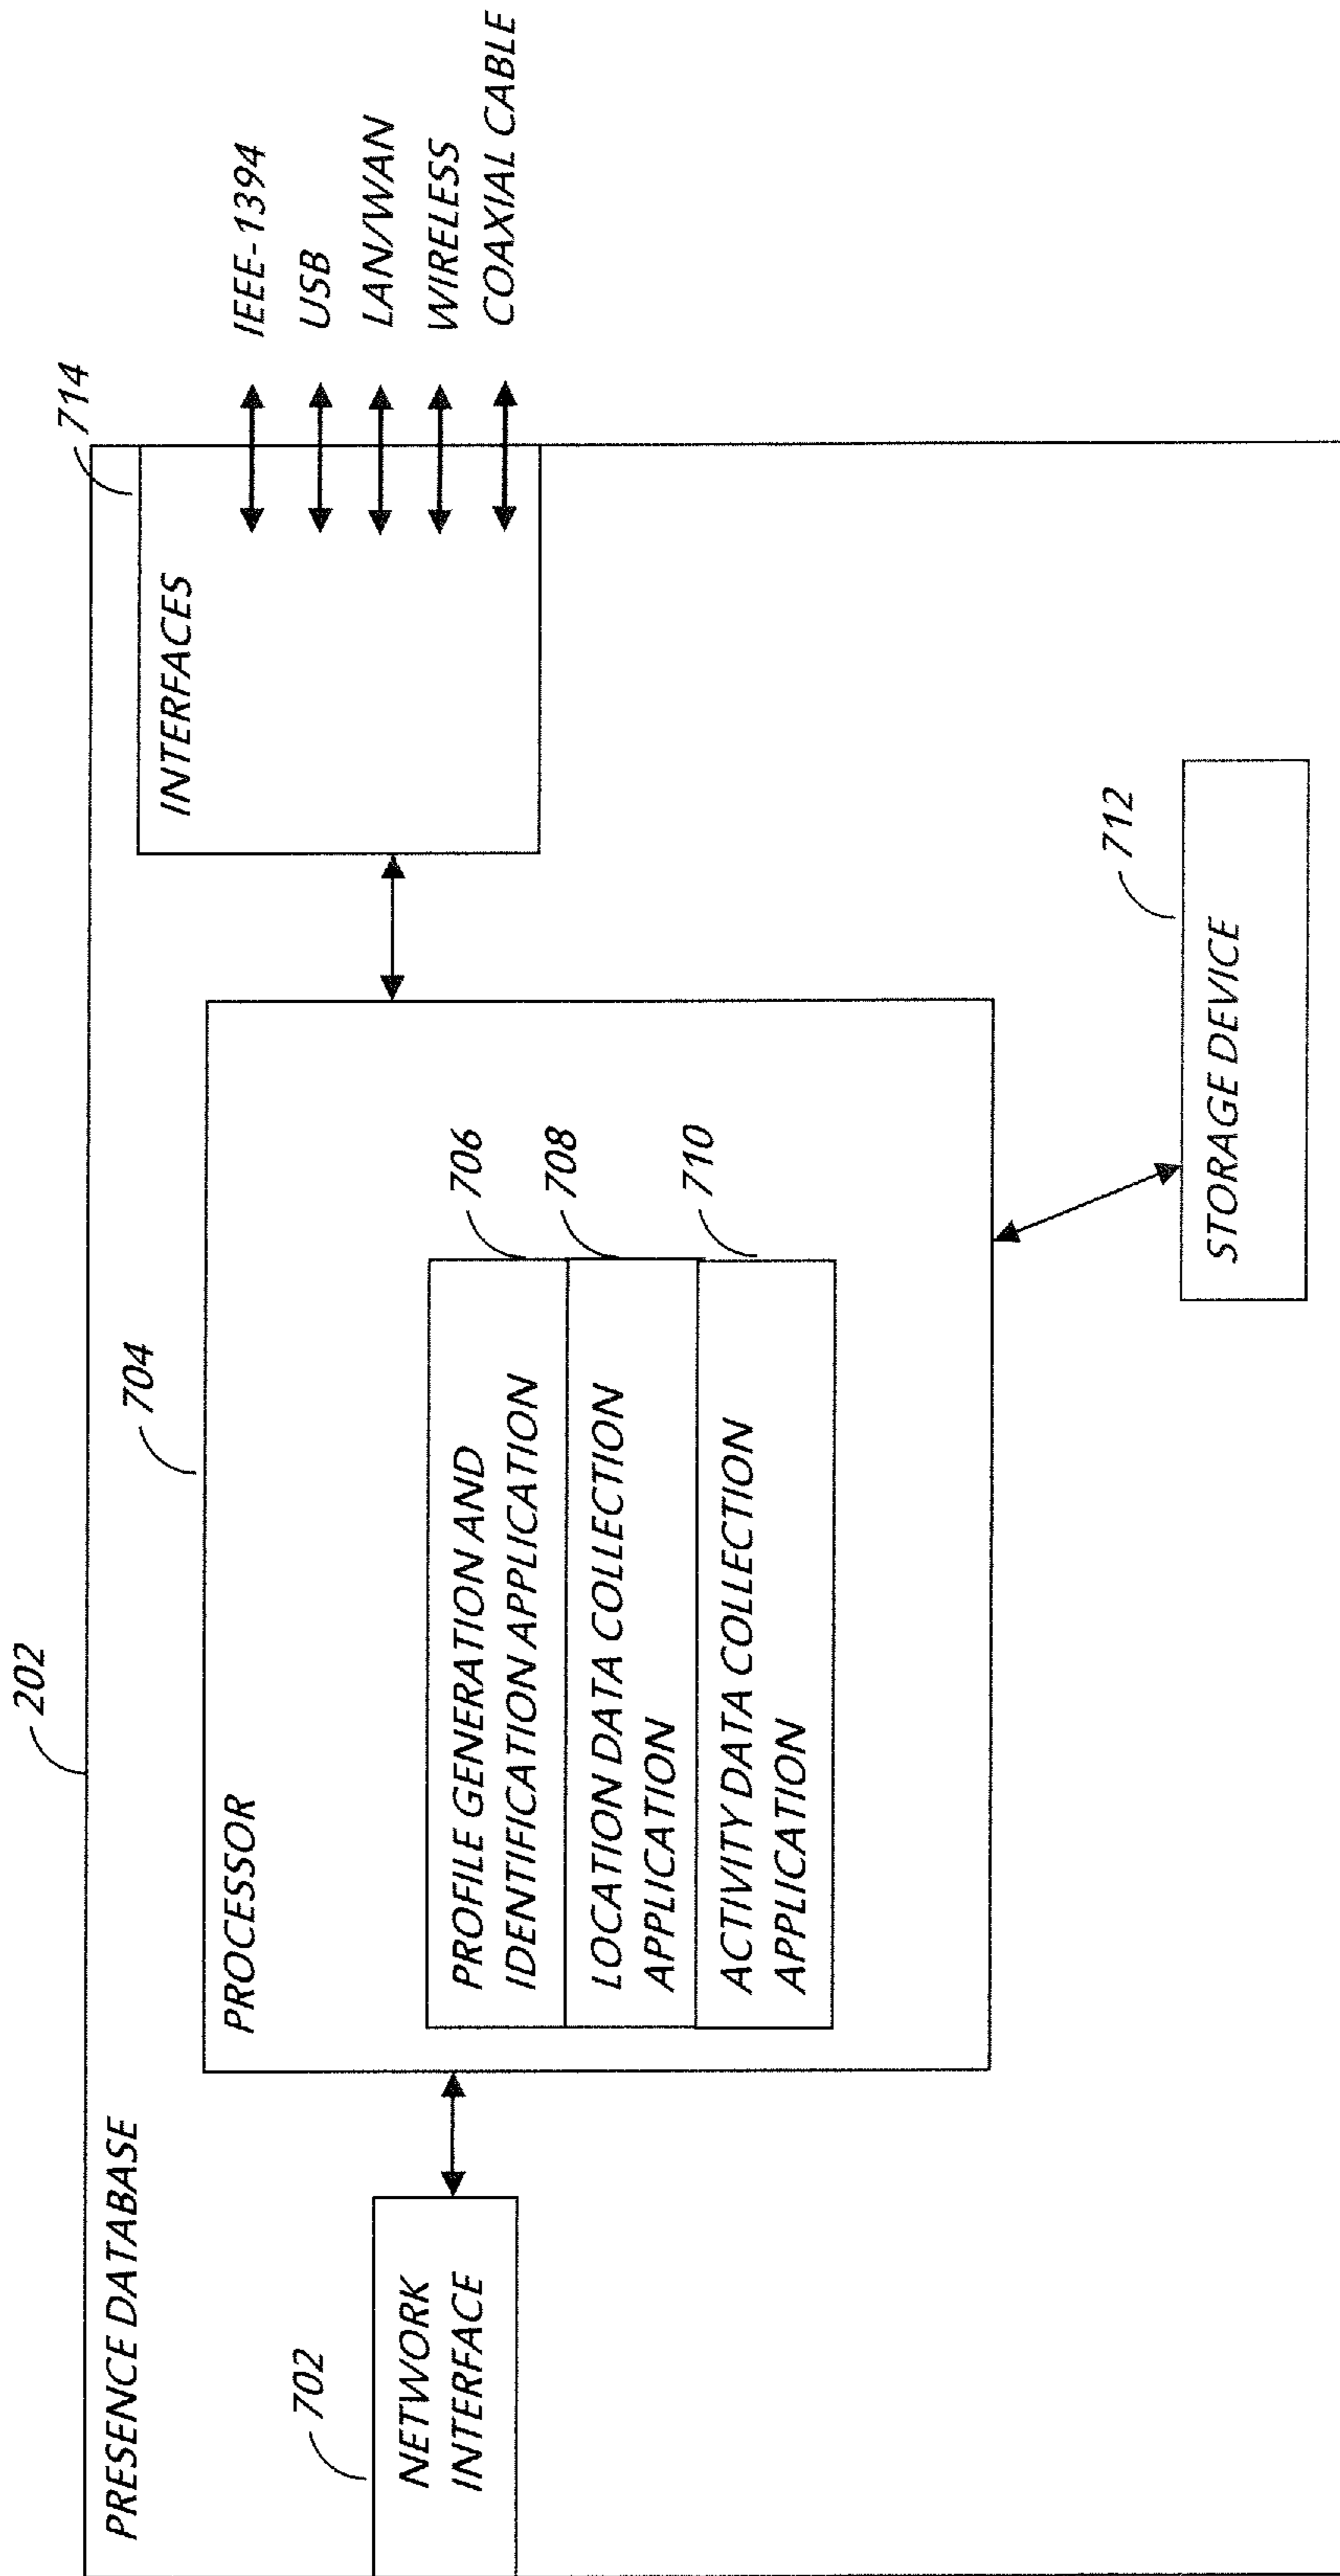 PRESENCE DATABASE
202
702
NETWORK
INTERFACE
704
PROCESSOR
PROFILE GENERATION AND
IDENTIFICATION APPLICATION
706
LOCATION DATA COLLECTION
APPLICATION
708
ACTIVITY DATA COLLECTION
APPLICATION
710
STORAGE DEVICE
712
714
INTERFACES
IEEE-1394
USB
LAN/WAN
WIRELESS
COAXIAL CABLE